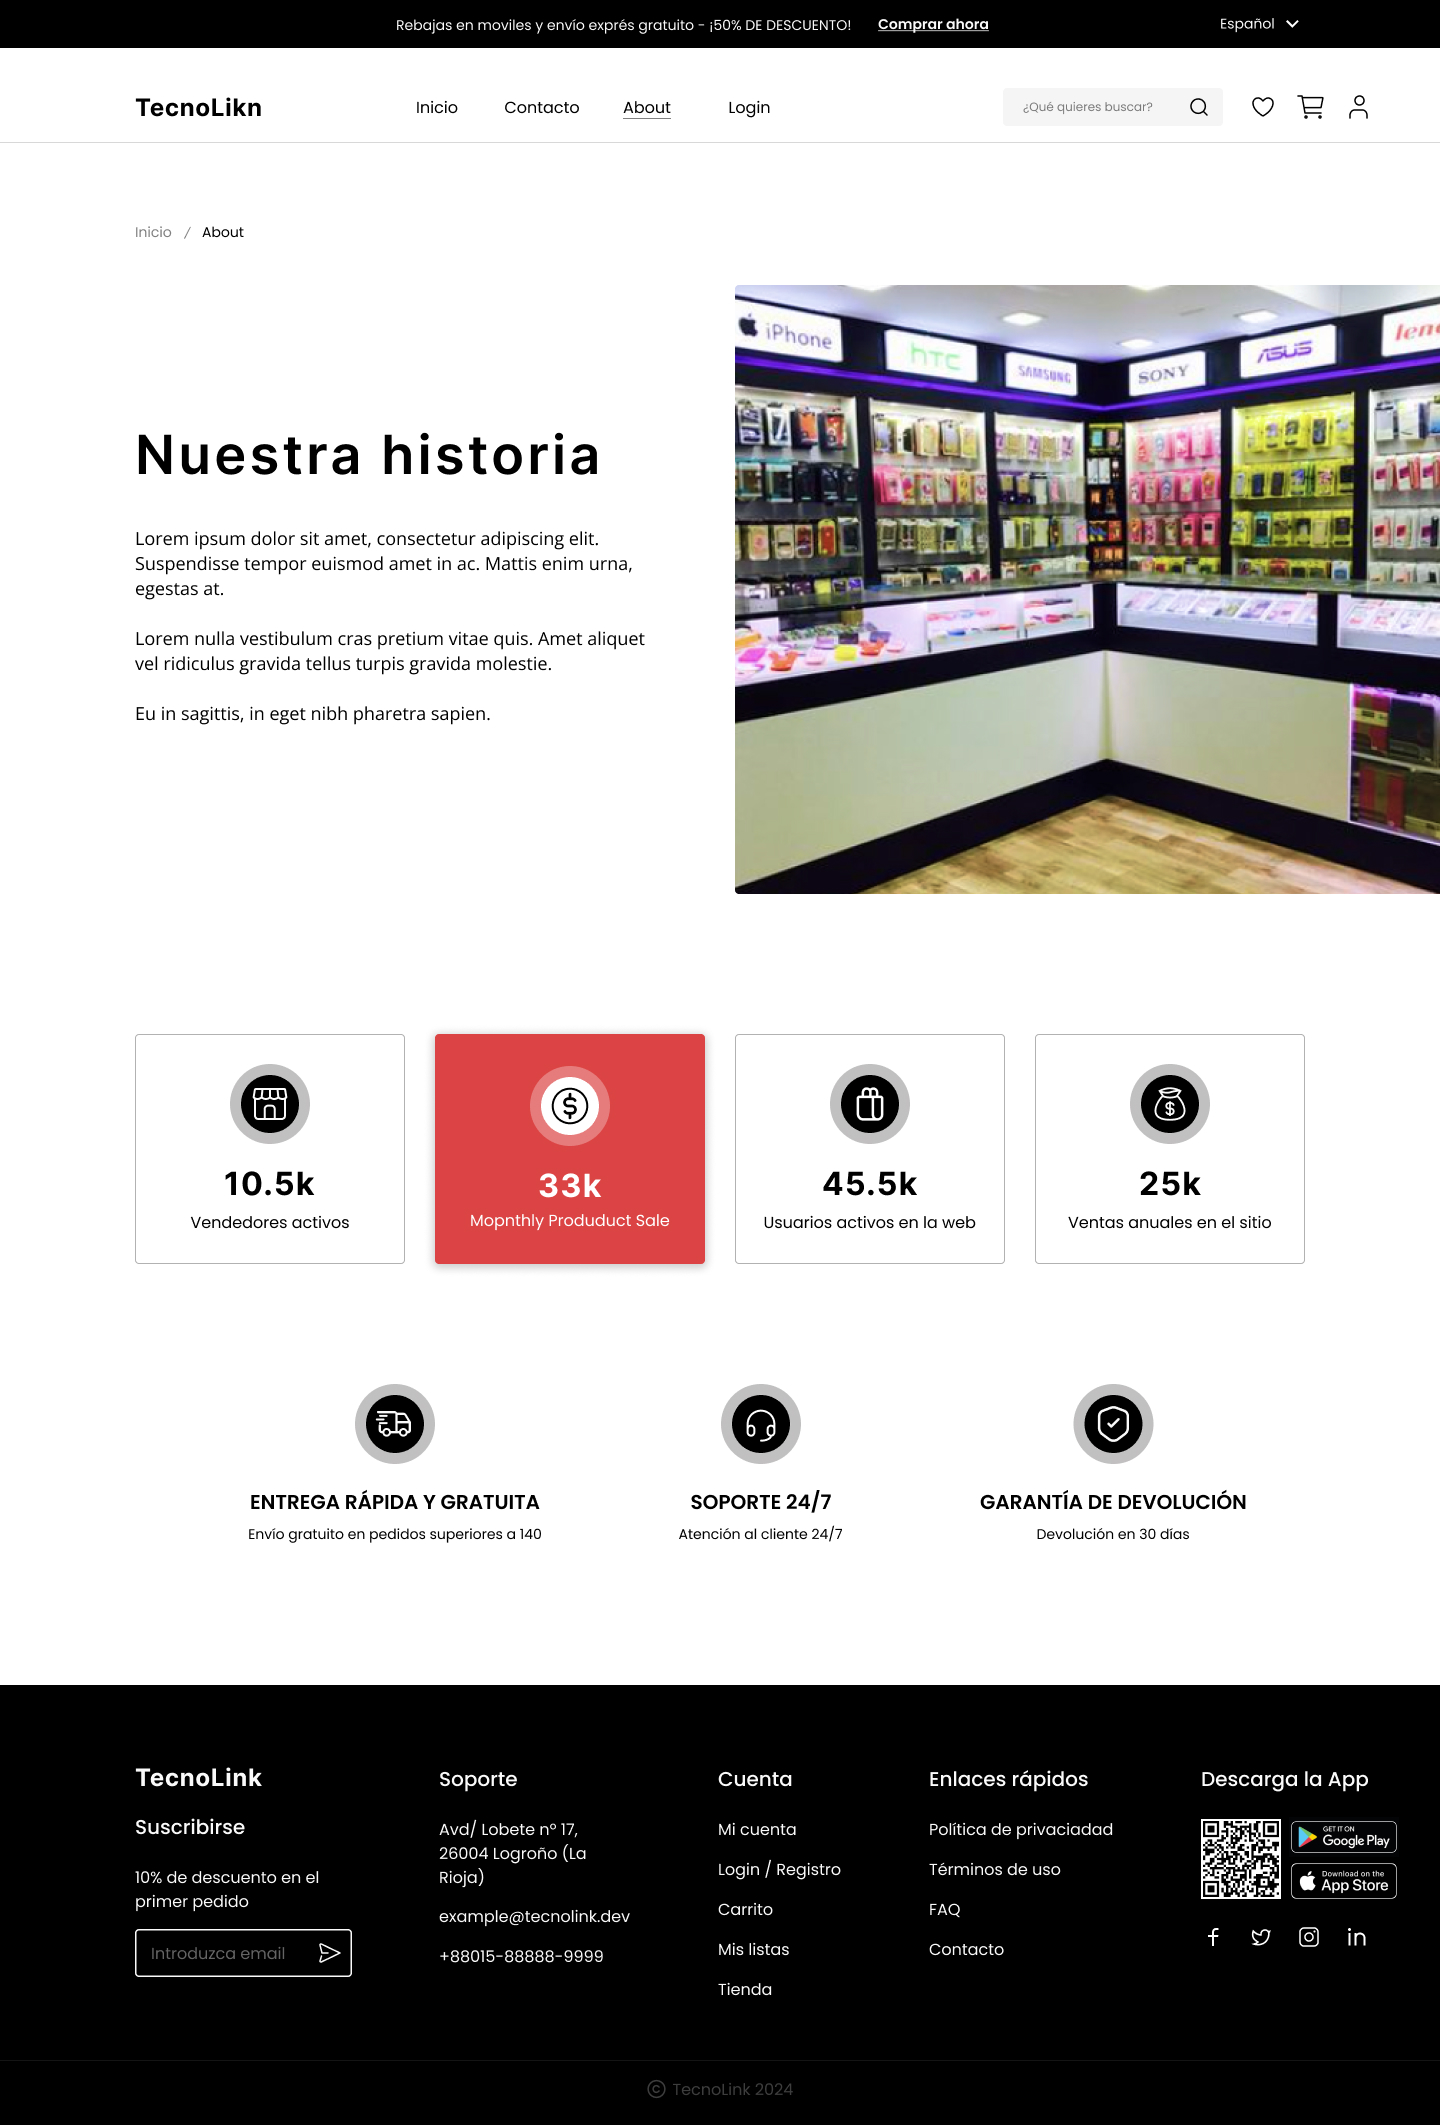 Rebajas en moviles y envío exprés gratuito - ¡50% DE DESCUENTO! Comprar ahora Español
TecnoLikn Inicio Contacto About Login ¿Qué quieres buscar?
Inicio / About
iPhone
hTC
SAMSUNG
SONY
ASUS
leno
Nuestra historia
Lorem ipsum dolor sit amet, consectetur adipiscing elit.
Suspendisse tempor euismod amet in ac. Mattis enim urna,
egestas at.
Lorem nulla vestibulum cras pretium vitae quis. Amet aliquet
vel ridiculus gravida tellus turpis gravida molestie.
Eu in sagittis, in eget nibh pharetra sapien.
10.5k
Vendedores activos
33k
Mopnthly Produduct Sale
45.5k
Usuarios activos en la web
25k
Ventas anuales en el sitio
ENTREGA RÁPIDA Y GRATUITA
Envío gratuito en pedidos superiores a 140
SOPORTE 24/7
Atención al cliente 24/7
GARANTÍA DE DEVOLUCIÓN
Devolución en 30 días
TecnoLink
Suscribirse
10% de descuento en el
primer pedido
Introduzca email
Soporte
Avd/ Lobete nº 17,
26004 Logroño (La
Rioja)
example@tecnolink.dev
+88015-88888-9999
Cuenta
Mi cuenta
Login / Registro
Carrito
Mis listas
Tienda
Enlaces rápidos
Política de privaciadad
Términos de uso
FAQ
Contacto
Descarga la App
GET IT ON
Google Play
Download on the
App Store
© TecnoLink 2024